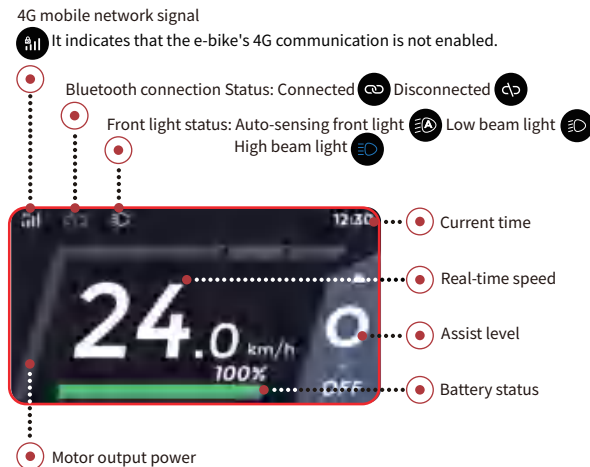 4G mobile network signal
It indicates that the e-bike's 4G communication is not enabled.
Bluetooth connection Status: Connected Disconnected
Front light status: Auto-sensing front light A Low beam light
High beam light
12:30 Current time
Real-time speed
24.0 km/h
0 Assist level
100%
OFF
Battery status
Motor output power